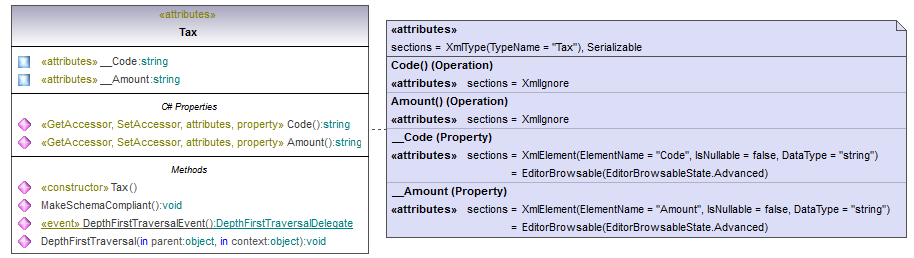 «attributes»
Tax
«attributes» __Code:string
«attributes» __Amount:string
C# Properties
«GetAccessor, SetAccessor, attributes, property» Code():string
«GetAccessor, SetAccessor, attributes, property» Amount():string
Methods
«constructor» Tax()
MakeSchemaCompliant():void
«event» DepthFirstTraversalEvent():DepthFirstTraversalDelegate
DepthFirstTraversal(in parent:object, in context:object):void
«attributes»
sections = XmlType(TypeName = "Tax"), Serializable
Code() (Operation)
«attributes» sections = XmlIgnore
Amount() (Operation)
«attributes» sections = XmlIgnore
__Code (Property)
«attributes» sections = XmlElement(ElementName = "Code", IsNullable = false, DataType = "string")
= EditorBrowsable(EditorBrowsableState.Advanced)
__Amount (Property)
«attributes» sections = XmlElement(ElementName = "Amount", IsNullable = false, DataType = "string")
= EditorBrowsable(EditorBrowsableState.Advanced)